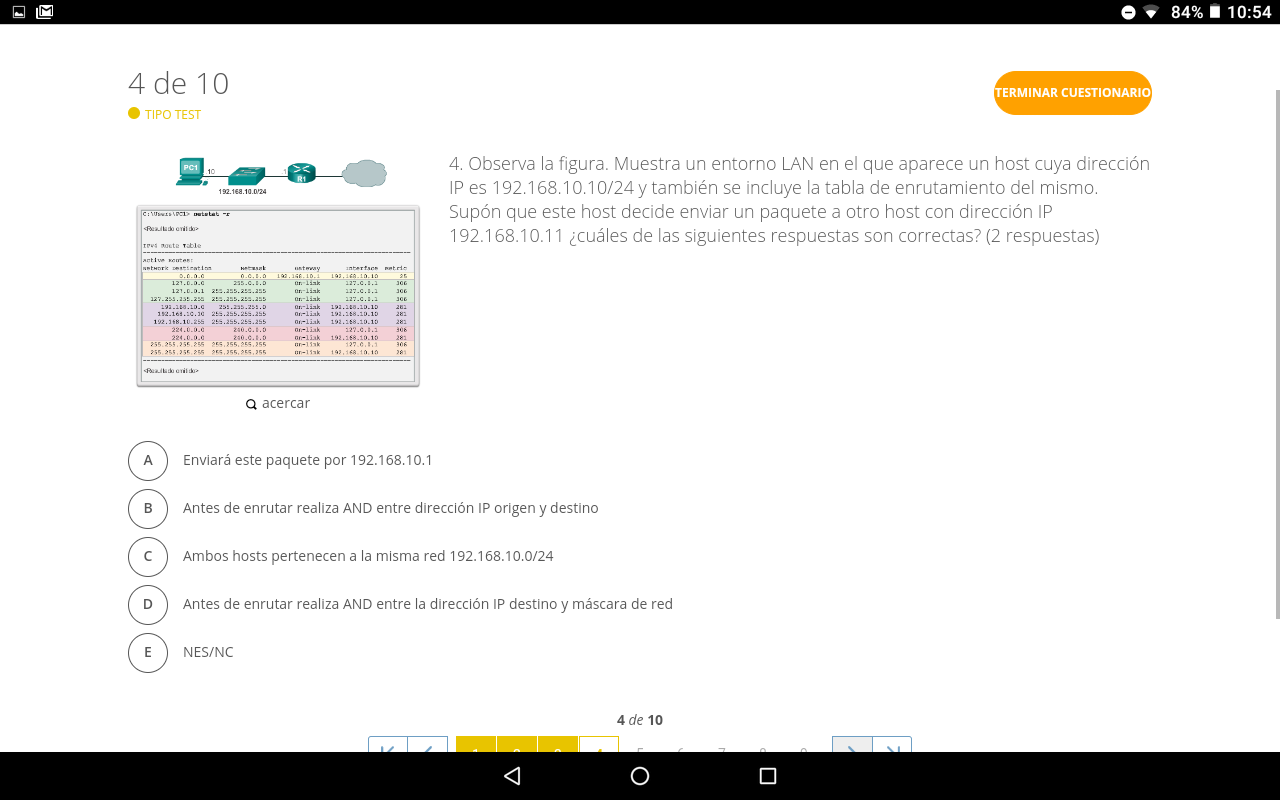 84% 10:54
4 de 10
TERMINAR CUESTIONARIO
TIPO TEST
PC1
10
1
R1
192.168.10.0/24
C:\Users\PC1> netstat -r
<Resultado omitido>
IPv4 Route Table
Active Routes:
Network Destination Netmask Gateway Interface Metric
0.0.0.0 0.0.0.0 192.168.10.1 192.168.10.10 25
127.0.0.0 255.0.0.0 On-link 127.0.0.1 306
127.0.0.1 255.255.255.255 On-link 127.0.0.1 306
127.255.255.255 255.255.255.255 On-link 127.0.0.1 306
192.168.10.0 255.255.255.0 On-link 192.168.10.10 281
192.168.10.10 255.255.255.255 On-link 192.168.10.10 281
192.168.10.255 255.255.255.255 On-link 192.168.10.10 281
224.0.0.0 240.0.0.0 On-link 127.0.0.1 306
224.0.0.0 240.0.0.0 On-link 192.168.10.10 281
255.255.255.255 255.255.255.255 On-link 127.0.0.1 306
255.255.255.255 255.255.255.255 On-link 192.168.10.10 281
<Resultado omitido>
acercar
4. Observa la figura. Muestra un entorno LAN en el que aparece un host cuya dirección
IP es 192.168.10.10/24 y también se incluye la tabla de enrutamiento del mismo.
Supón que este host decide enviar un paquete a otro host con dirección IP
192.168.10.11 ¿cuáles de las siguientes respuestas son correctas? (2 respuestas)
A Enviará este paquete por 192.168.10.1
B Antes de enrutar realiza AND entre dirección IP origen y destino
C Ambos hosts pertenecen a la misma red 192.168.10.0/24
D Antes de enrutar realiza AND entre la dirección IP destino y máscara de red
E NES/NC
4 de 10
1 2 3 4 5 6 7 8 9